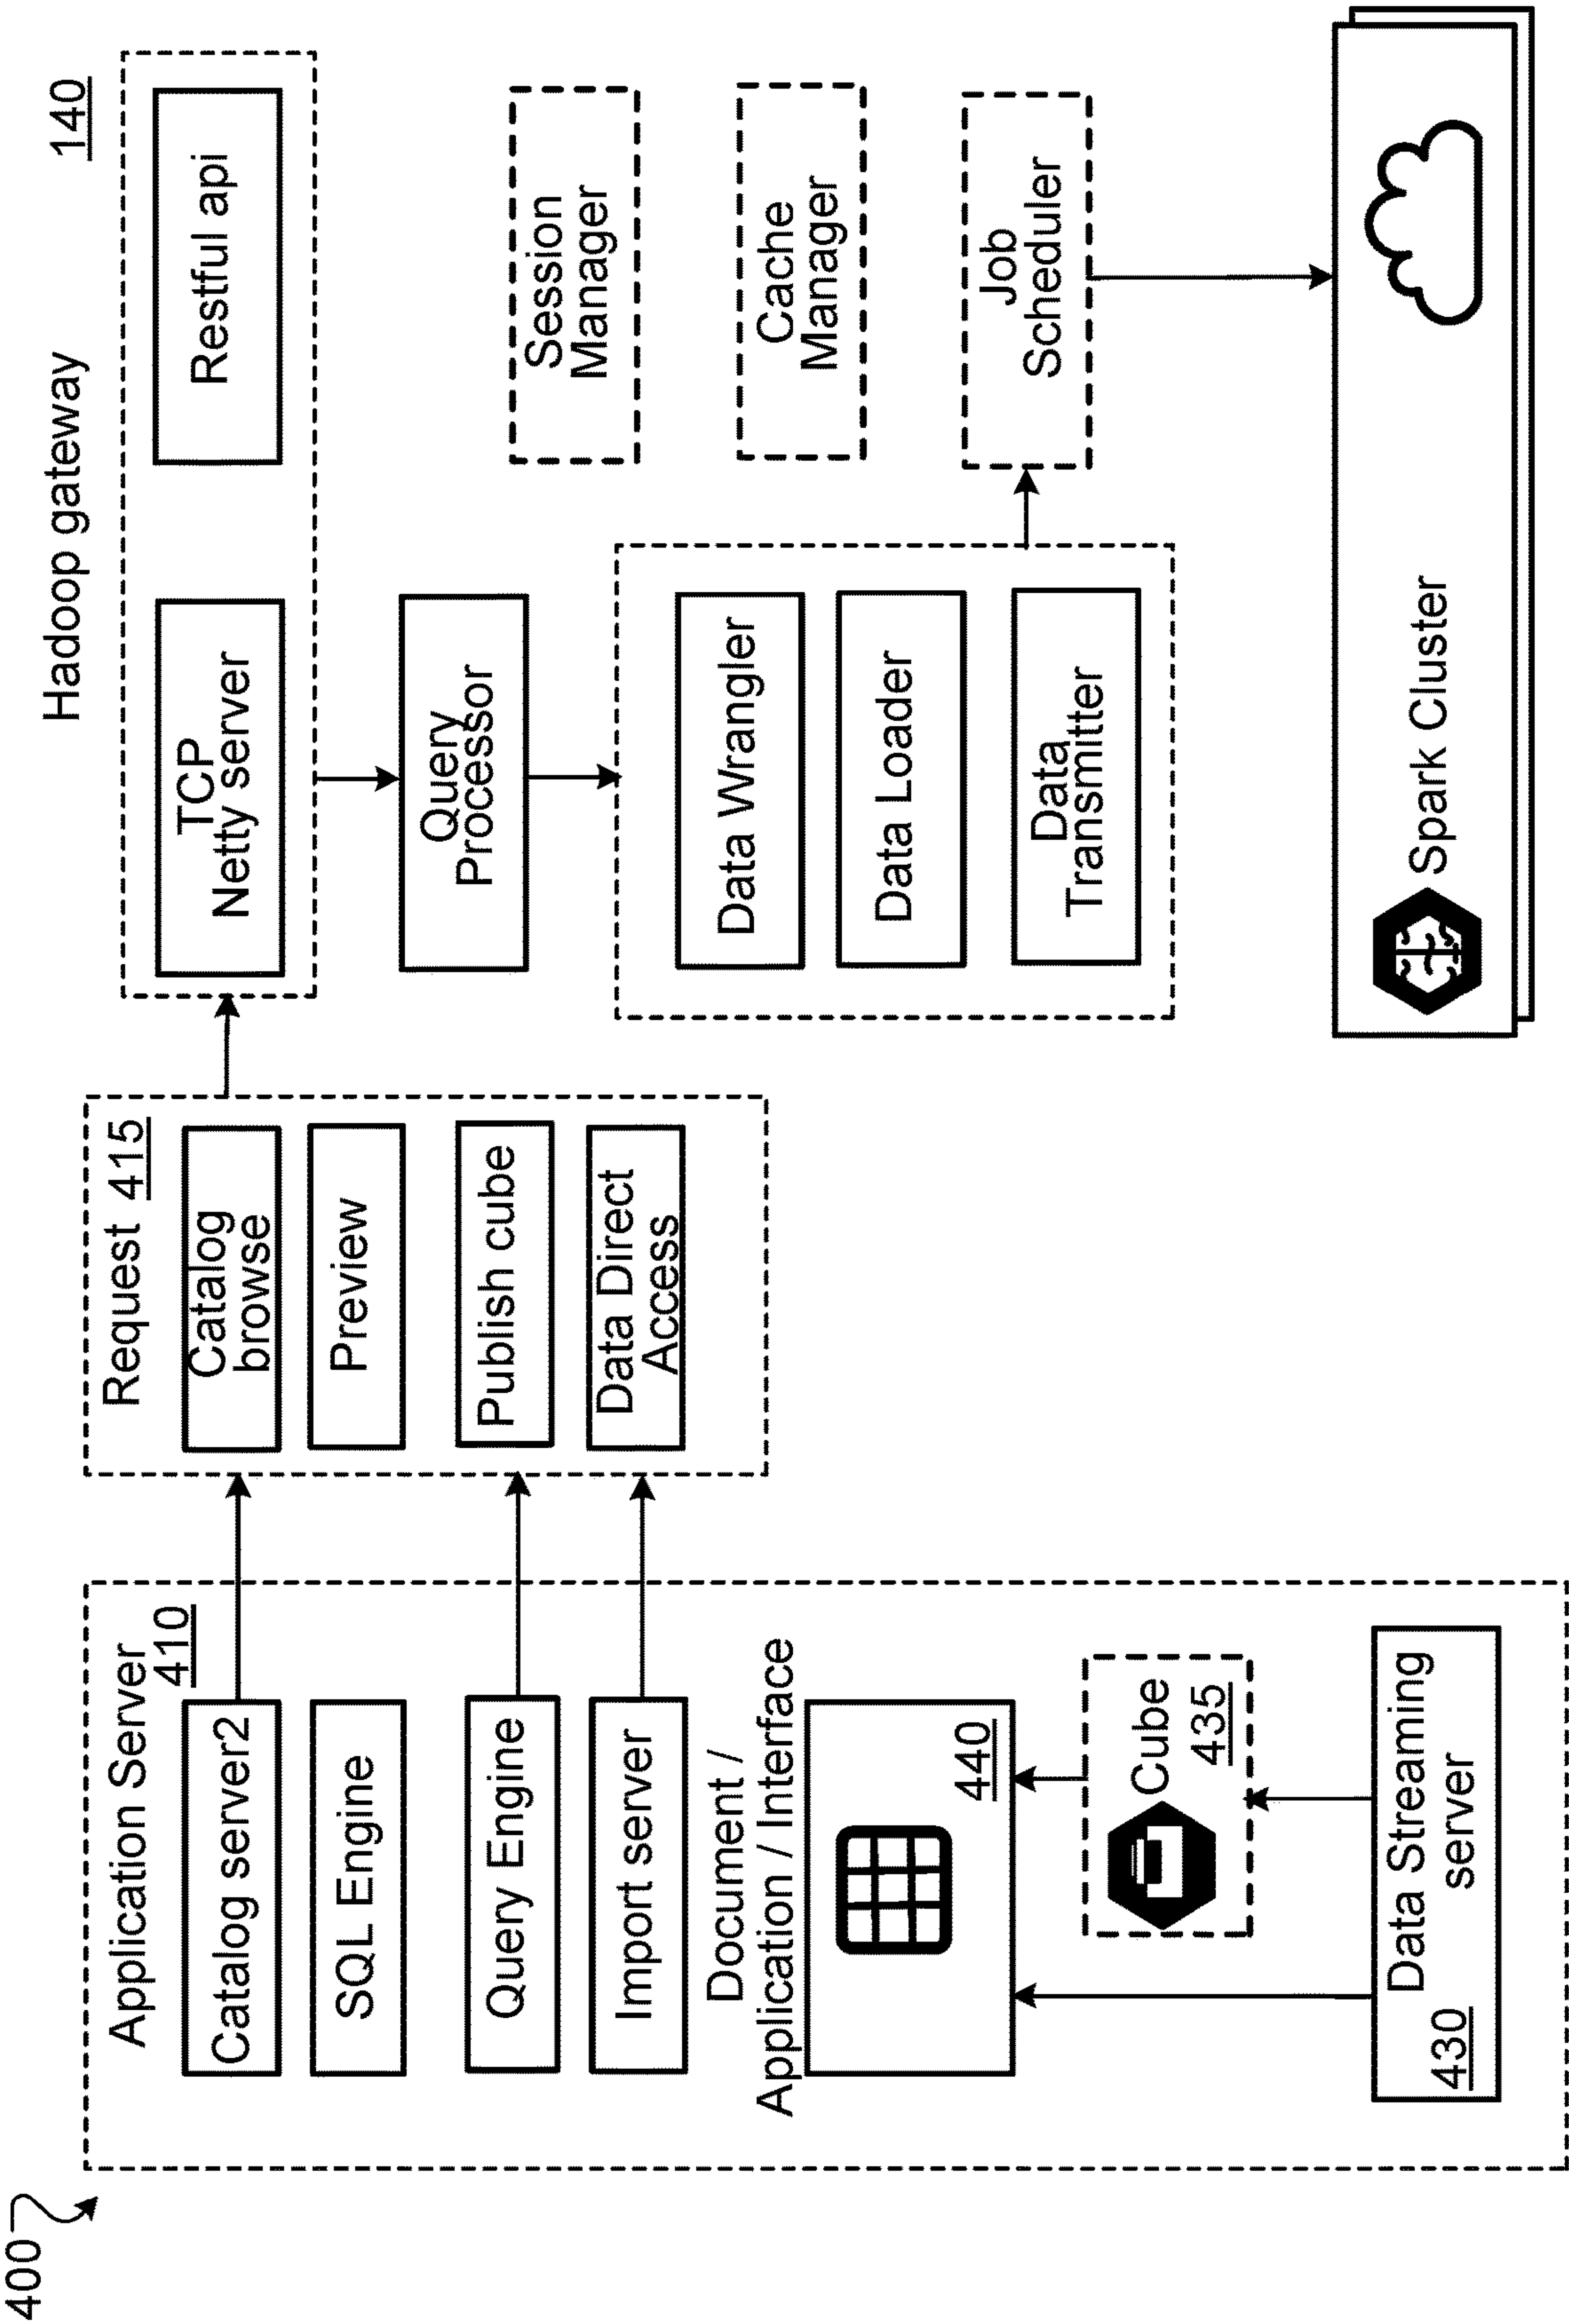 400
Application Server
410
Catalog server2
SQL Engine
Query Engine
Import server
Document /
Application / Interface
440
Cube
435
Data Streaming
server
430
Request 415
Catalog
browse
Preview
Publish cube
Data Direct
Access
Hadoop gateway
140
TCP
Netty server
Restful api
Query
Processor
Data Wrangler
Data Loader
Data
Transmitter
Session
Manager
Cache
Manager
Job
Scheduler
Spark Cluster